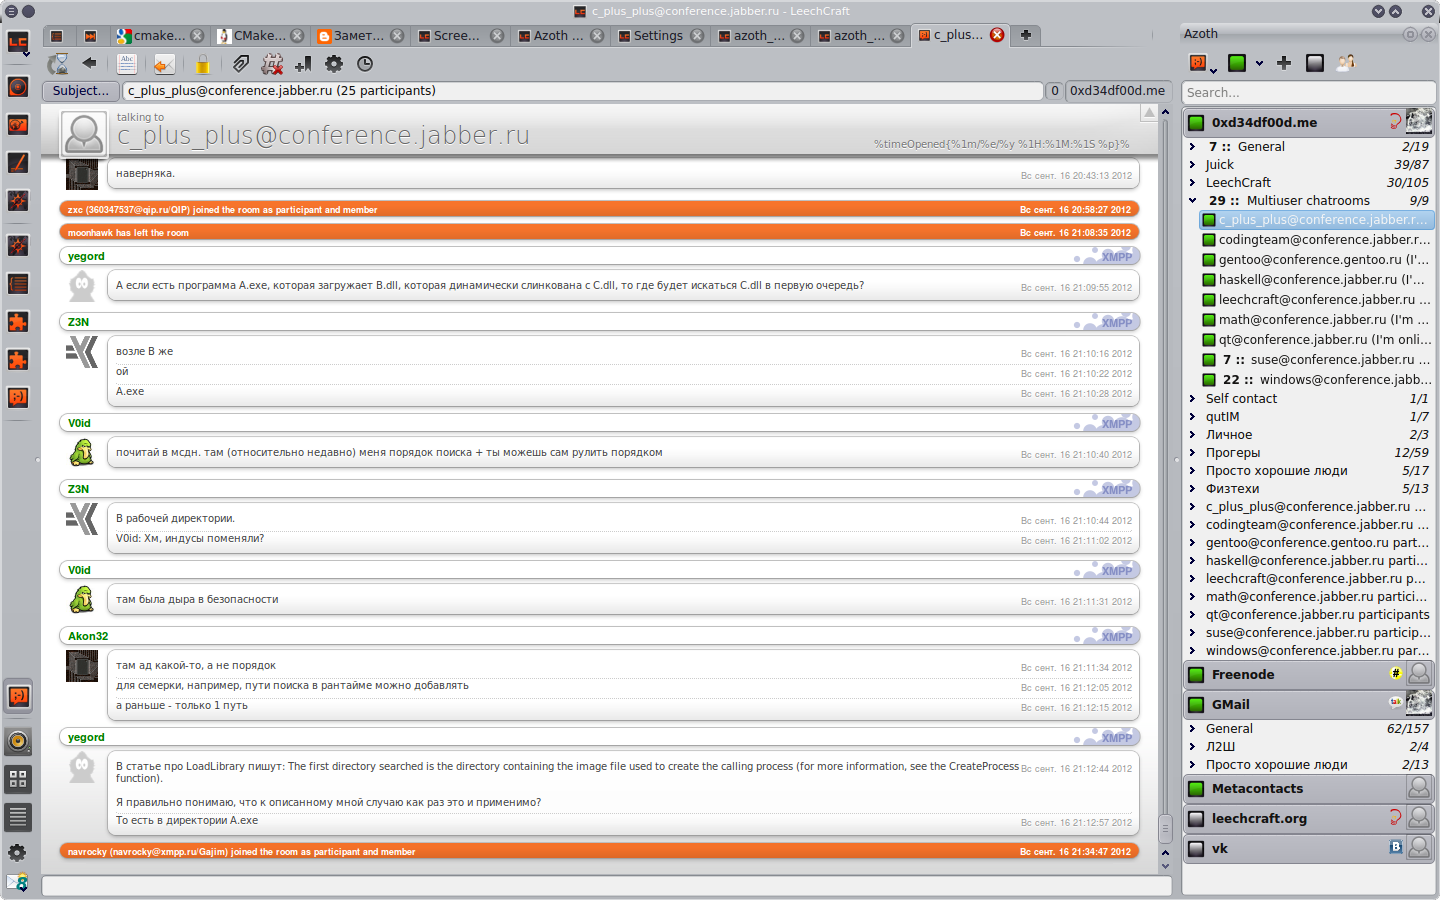 c_plus_plus@conference.jabber.ru - LeechCraft
cmake...
CMake...
Замет...
Scree...
Azoth ...
Settings
azoth_...
azoth_...
c_plus...
Subject...
c_plus_plus@conference.jabber.ru (25 participants)
0
0xd34df00d.me
talking to
c_plus_plus@conference.jabber.ru
%timeOpened{%1m/%e/%y %1H:%1M:%1S %p}%
наверняка.
Вс сент. 16 20:43:13 2012
zxc (360347537@qip.ru/QIP) joined the room as participant and member
Вс сент. 16 20:58:27 2012
moonhawk has left the room
Вс сент. 16 21:08:35 2012
yegord
XMPP
А если есть программа A.exe, которая загружает B.dll, которая динамически слинкована с C.dll, то где будет искаться C.dll в первую очередь?
Вс сент. 16 21:09:55 2012
Z3N
XMPP
возле B же
Вс сент. 16 21:10:16 2012
ой
Вс сент. 16 21:10:22 2012
A.exe
Вс сент. 16 21:10:28 2012
V0id
XMPP
почитай в мсдн. там (относительно недавно) меня порядок поиска + ты можешь сам рулить порядком
Вс сент. 16 21:10:40 2012
Z3N
XMPP
В рабочей директории.
Вс сент. 16 21:10:44 2012
V0id: Хм, индусы поменяли?
Вс сент. 16 21:11:02 2012
V0id
XMPP
там была дыра в безопасности
Вс сент. 16 21:11:31 2012
Akon32
XMPP
там ад какой-то, а не порядок
Вс сент. 16 21:11:34 2012
для семерки, например, пути поиска в рантайме можно добавлять
Вс сент. 16 21:12:05 2012
а раньше - только 1 путь
Вс сент. 16 21:12:15 2012
yegord
XMPP
В статье про LoadLibrary пишут: The first directory searched is the directory containing the image file used to create the calling process (for more information, see the CreateProcess
function).
Вс сент. 16 21:12:44 2012
Я правильно понимаю, что к описанному мной случаю как раз это и применимо?
То есть в директории A.exe
Вс сент. 16 21:12:57 2012
navrocky (navrocky@xmpp.ru/Gajim) joined the room as participant and member
Вс сент. 16 21:34:47 2012
Azoth
Search...
0xd34df00d.me
7 :: General 2/19
Juick 39/87
LeechCraft 30/105
29 :: Multiuser chatrooms 9/9
c_plus_plus@conference.jabber.r...
codingteam@conference.jabber.r...
gentoo@conference.gentoo.ru (I'...
haskell@conference.jabber.ru (I'...
leechcraft@conference.jabber.ru ...
math@conference.jabber.ru (I'm ...
qt@conference.jabber.ru (I'm onli...
7 :: suse@conference.jabber.ru ...
22 :: windows@conference.jabb...
Self contact 1/1
qutIM 1/7
Личное 2/3
Прогеры 12/59
Просто хорошие люди 5/17
Физтехи 5/13
c_plus_plus@conference.jabber.ru ...
codingteam@conference.jabber.ru ...
gentoo@conference.gentoo.ru part...
haskell@conference.jabber.ru parti...
leechcraft@conference.jabber.ru p...
math@conference.jabber.ru partici...
qt@conference.jabber.ru participants
suse@conference.jabber.ru particip...
windows@conference.jabber.ru par...
Freenode
#
GMail
talk
General 62/157
Л2Ш 2/4
Просто хорошие люди 2/13
Metacontacts
leechcraft.org
vk
B